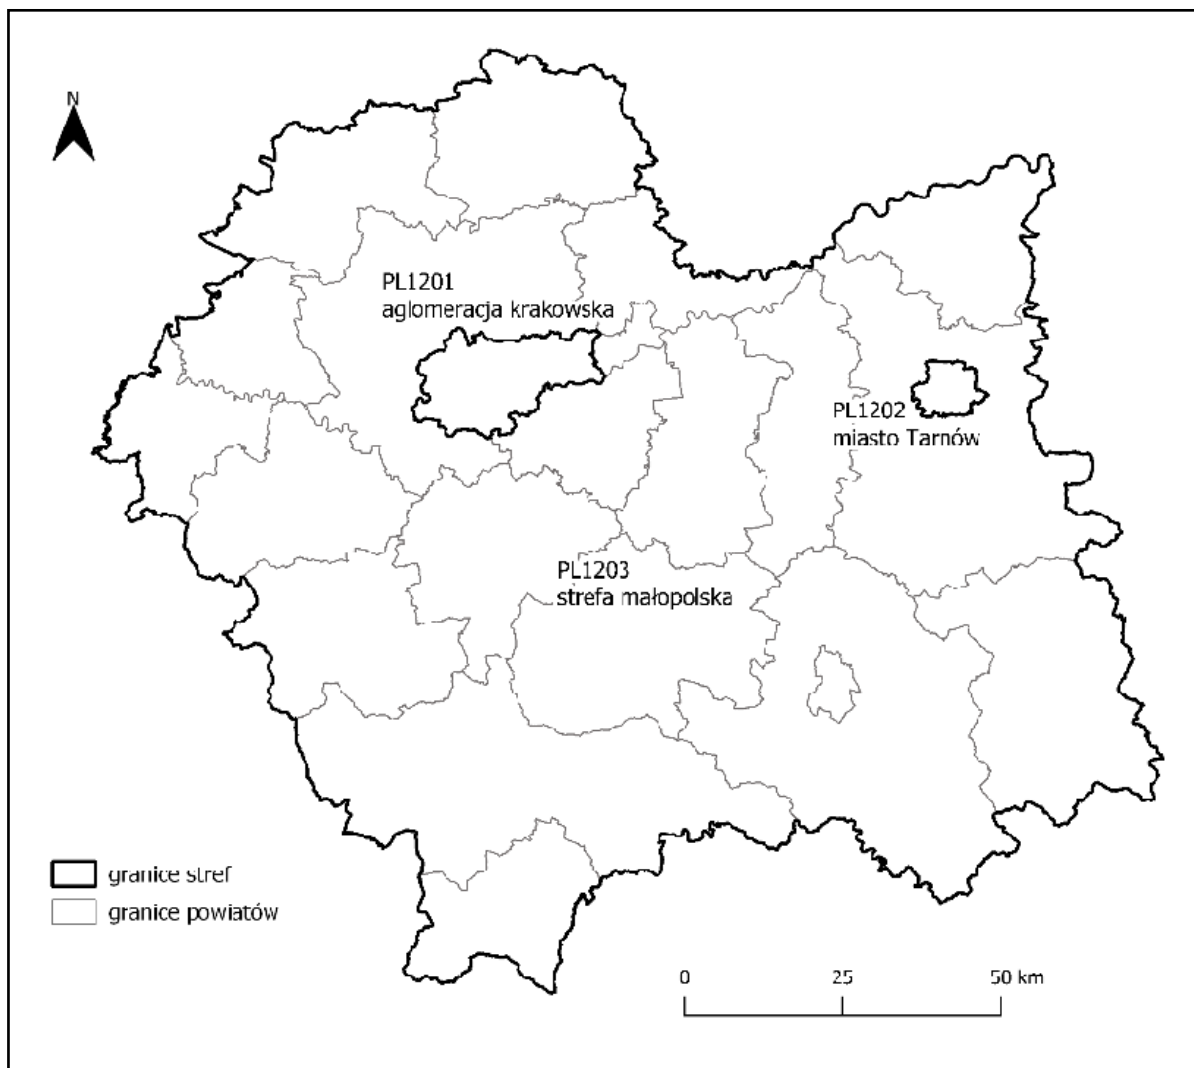 N
PL1201
aglomeracja krakowska
PL1202
miasto Tarnów
PL1203
strefa małopolska
granice stref
granice powiatów
0 25 50 km